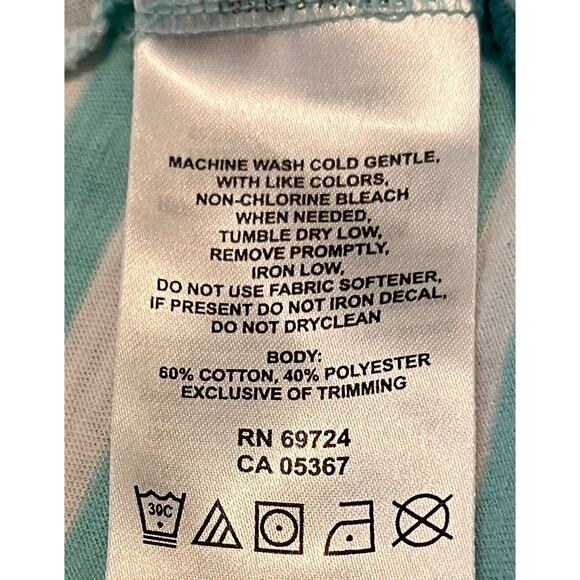 MACHINE WASH COLD GENTLE,
WITH LIKE COLORS,
NON-CHLORINE BLEACH
WHEN NEEDED,
TUMBLE DRY LOW,
REMOVE PROMPTLY,
IRON LOW,
DO NOT USE FABRIC SOFTENER,
IF PRESENT DO NOT IRON DECAL,
DO NOT DRYCLEAN
BODY:
60% COTTON, 40% POLYESTER
EXCLUSIVE OF TRIMMING
RN 69724
CA 05367
30C